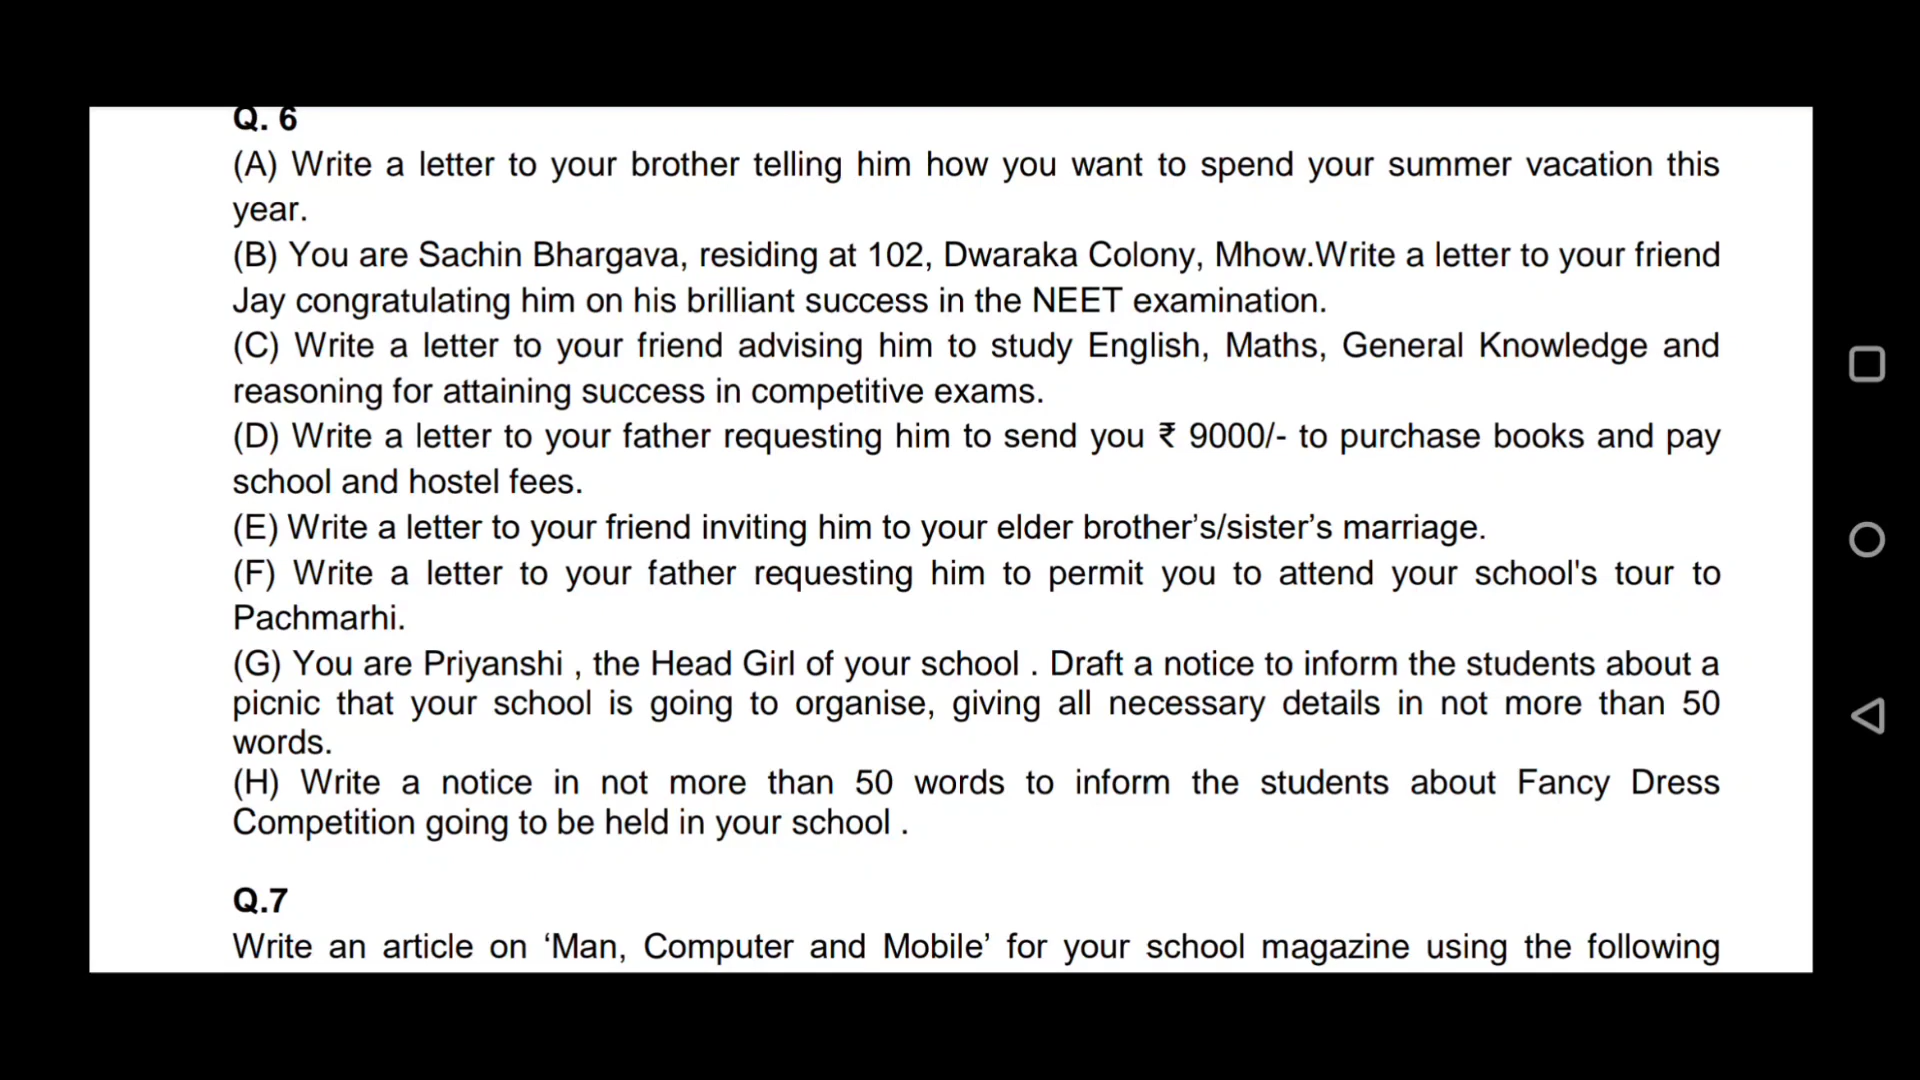 Q. 6
(A) Write a letter to your brother telling him how you want to spend your summer vacation this
year.
(B) You are Sachin Bhargava, residing at 102, Dwaraka Colony, Mhow.Write a letter to your friend
Jay congratulating him on his brilliant success in the NEET examination.
(C) Write a letter to your friend advising him to study English, Maths, General Knowledge and
reasoning for attaining success in competitive exams.
(D) Write a letter to your father requesting him to send you ₹ 9000/- to purchase books and pay
school and hostel fees.
(E) Write a letter to your friend inviting him to your elder brother’s/sister’s marriage.
(F) Write a letter to your father requesting him to permit you to attend your school's tour to
Pachmarhi.
(G) You are Priyanshi , the Head Girl of your school . Draft a notice to inform the students about a
picnic that your school is going to organise, giving all necessary details in not more than 50
words.
(H) Write a notice in not more than 50 words to inform the students about Fancy Dress
Competition going to be held in your school .
Q.7
Write an article on ‘Man, Computer and Mobile’ for your school magazine using the following